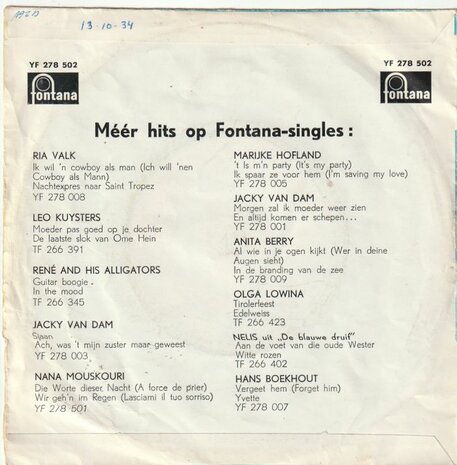 13-10-34
YF 278 502
YF 278 502
fontana
fontana
Méér hits op Fontana-singles :
RIA VALK
Ik wil 'n cowboy als man (Ich will 'nen
Cowboy als Mann)
Nachtexpres naar Saint Tropez
YF 278 008
LEO KUYSTERS
Moeder pas goed op je dochter
De laatste slok van Ome Hein
TF 266 391
RENÉ AND HIS ALLIGATORS
Guitar boogie
In the mood
TF 266 345
JACKY VAN DAM
Sjaan
Ach, was 't mijn zuster maar geweest
YF 278 003
NANA MOUSKOURI
Die Worte dieser Nacht (A force de prier)
Wir geh'n im Regen (Lasciami il tuo sorriso)
YF 278 501
MARIJKE HOFLAND
't Is m'n party (It's my party)
Ik spaar ze voor hem (I'm saving my love)
YF 278 005
JACKY VAN DAM
Morgen zal ik moeder weer zien
En altijd komen er schepen...
YF 278 001
ANITA BERRY
Al wie in je ogen kijkt (Wer in deine
Augen sieht)
In de branding van de zee
YF 278 009
OLGA LOWINA
Tirolerfeest
Edelweiss
TF 266 423
NELIS uit „De blauwe druif"
Aan de voet van die oude Wester
Witte rozen
TF 266 402
HANS BOEKHOUT
Vergeet hem (Forget him)
Yvette
YF 278 007